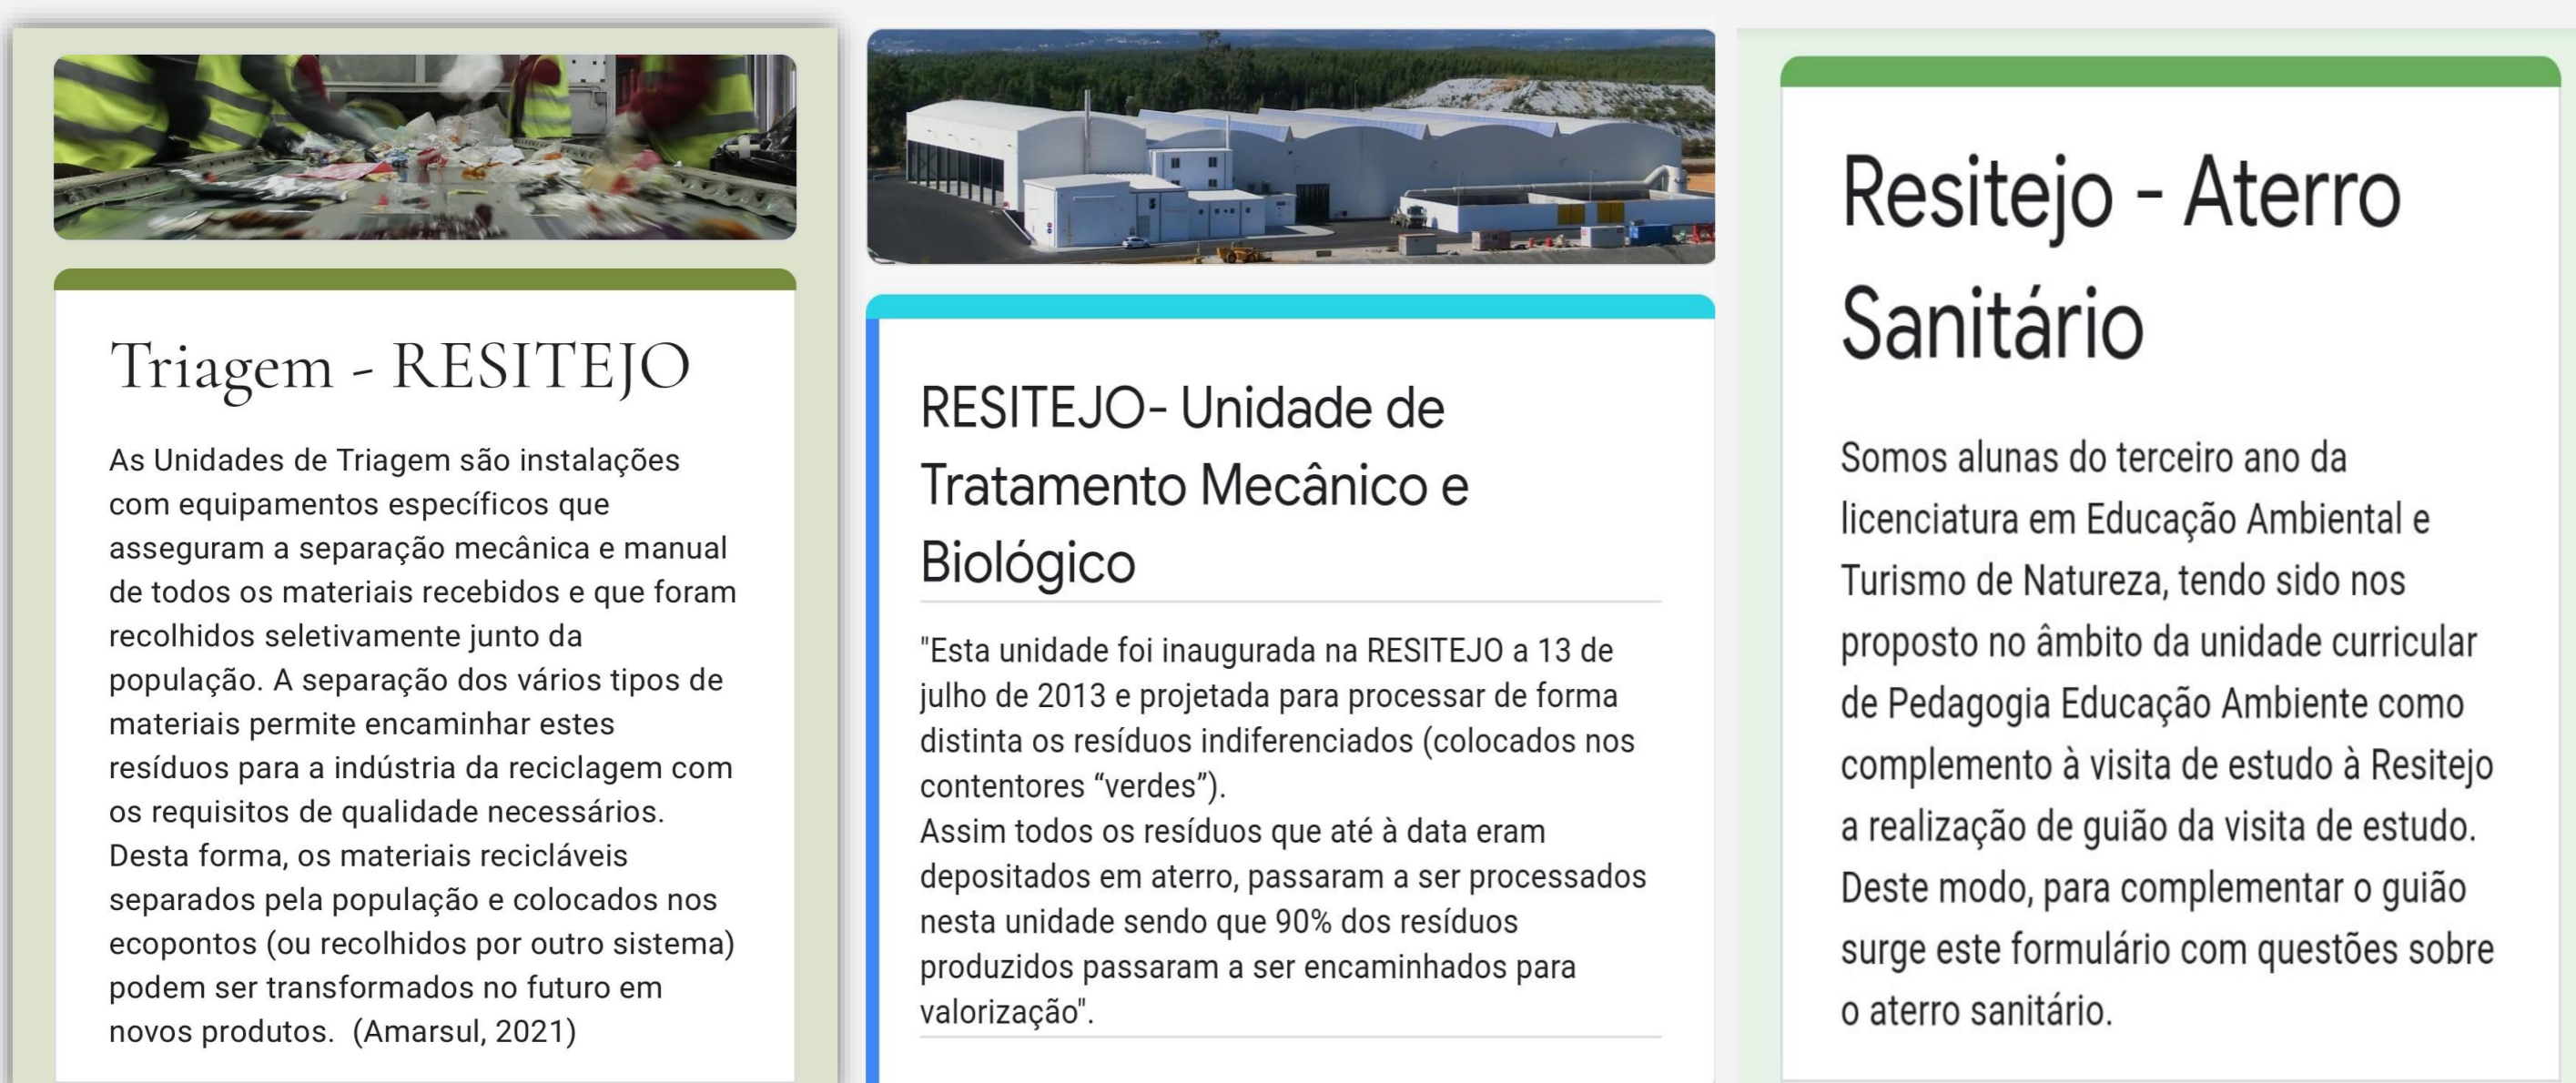 Triagem - RESITEJO
As Unidades de Triagem são instalações
com equipamentos específicos que
asseguram a separação mecânica e manual
de todos os materiais recebidos e que foram
recolhidos seletivamente junto da
população. A separação dos vários tipos de
materiais permite encaminhar estes
resíduos para a indústria da reciclagem com
os requisitos de qualidade necessários.
Desta forma, os materiais recicláveis
separados pela população e colocados nos
ecopontos (ou recolhidos por outro sistema)
podem ser transformados no futuro em
novos produtos. (Amarsul, 2021)
RESITEJO- Unidade de
Tratamento Mecânico e
Biológico
"Esta unidade foi inaugurada na RESITEJO a 13 de
julho de 2013 e projetada para processar de forma
distinta os resíduos indiferenciados (colocados nos
contentores “verdes”).
Assim todos os resíduos que até à data eram
depositados em aterro, passaram a ser processados
nesta unidade sendo que 90% dos resíduos
produzidos passaram a ser encaminhados para
valorização".
Resitejo - Aterro
Sanitário
Somos alunas do terceiro ano da
licenciatura em Educação Ambiental e
Turismo de Natureza, tendo sido nos
proposto no âmbito da unidade curricular
de Pedagogia Educação Ambiente como
complemento à visita de estudo à Resitejo
a realização de guião da visita de estudo.
Deste modo, para complementar o guião
surge este formulário com questões sobre
o aterro sanitário.